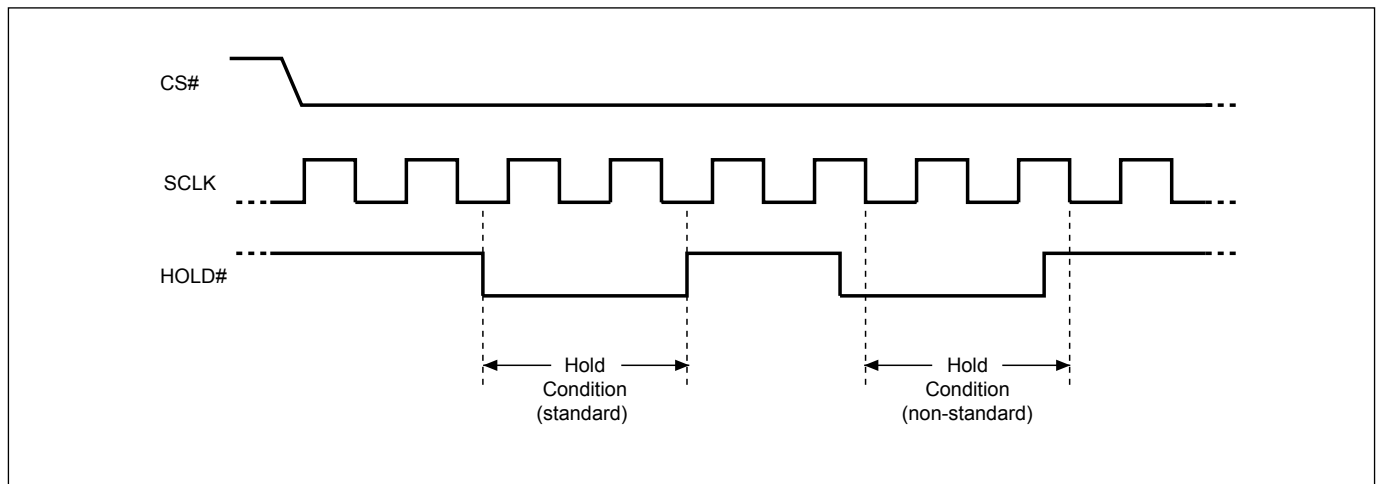 CS#
SCLK
HOLD#
Hold
Condition
(standard)
Hold
Condition
(non-standard)